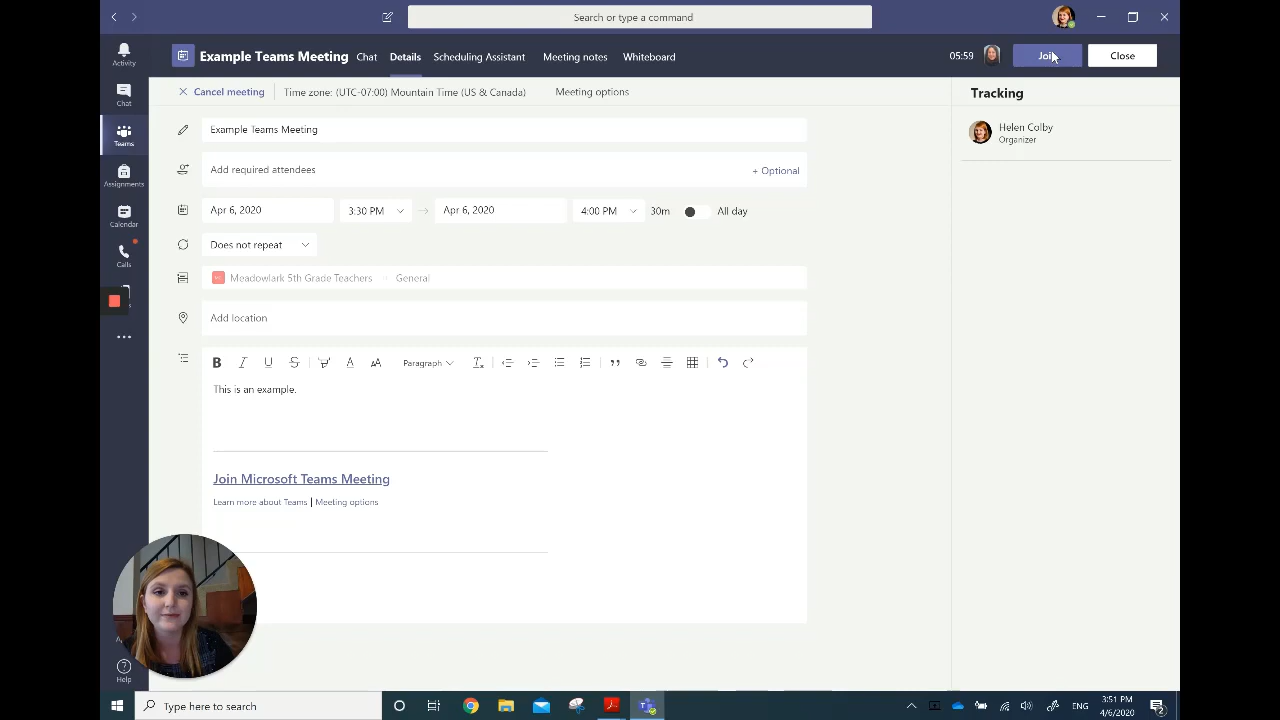 Search or type a command
Example Teams Meeting Chat Details Scheduling Assistant Meeting notes Whiteboard 05:59 Join Close
Activity
Chat
Teams
Assignments
Calendar
Calls
Help
Cancel meeting Time zone: (UTC-07:00) Mountain Time (US & Canada) Meeting options
Example Teams Meeting
Add required attendees + Optional
Apr 6, 2020 3:30 PM Apr 6, 2020 4:00 PM 30m All day
Does not repeat
Meadowlark 5th Grade Teachers General
Add location
B I U S A AA Paragraph
This is an example.
Join Microsoft Teams Meeting
Learn more about Teams | Meeting options
Tracking
Helen Calby
Organizer
Type here to search
ENG
3:51 PM
4/6/2020
2